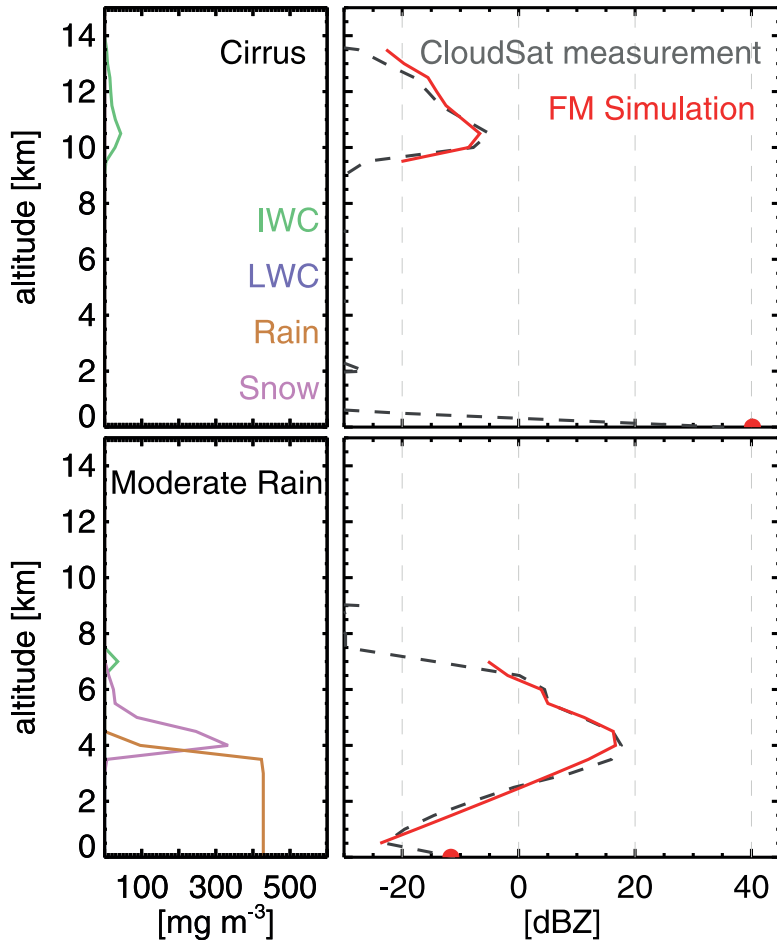 14
12
10
8
6
4
2
0
altitude [km]
Cirrus
IWC
LWC
Rain
Snow
CloudSat measurement
FM Simulation
14
12
10
8
6
4
2
0
altitude [km]
Moderate Rain
100 300 500
[mg m⁻³]
-20 0 20 40
[dBZ]